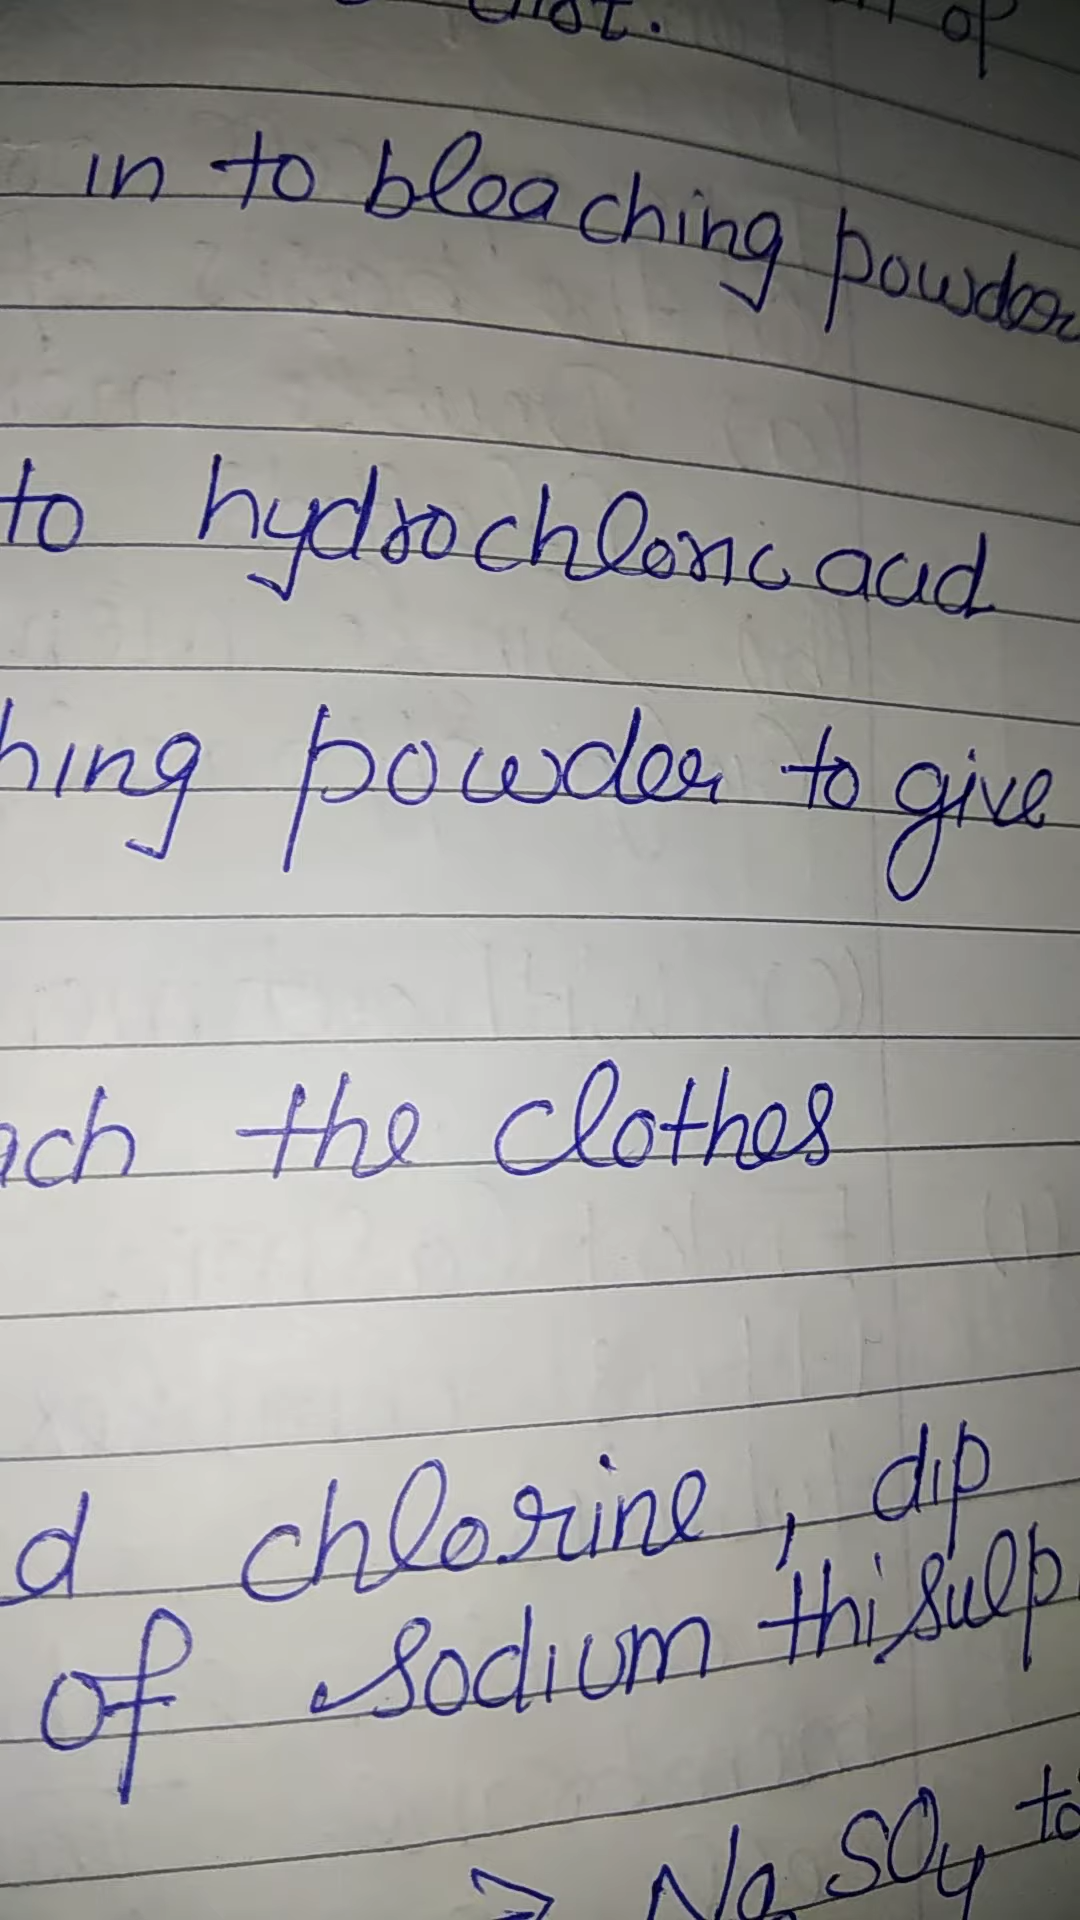 of
in to bleaching powder
to hydrochloric acid
hing powder to give
ach the clothes
d chlorine, dip
of sodium thisulp
→ Na SO4 to